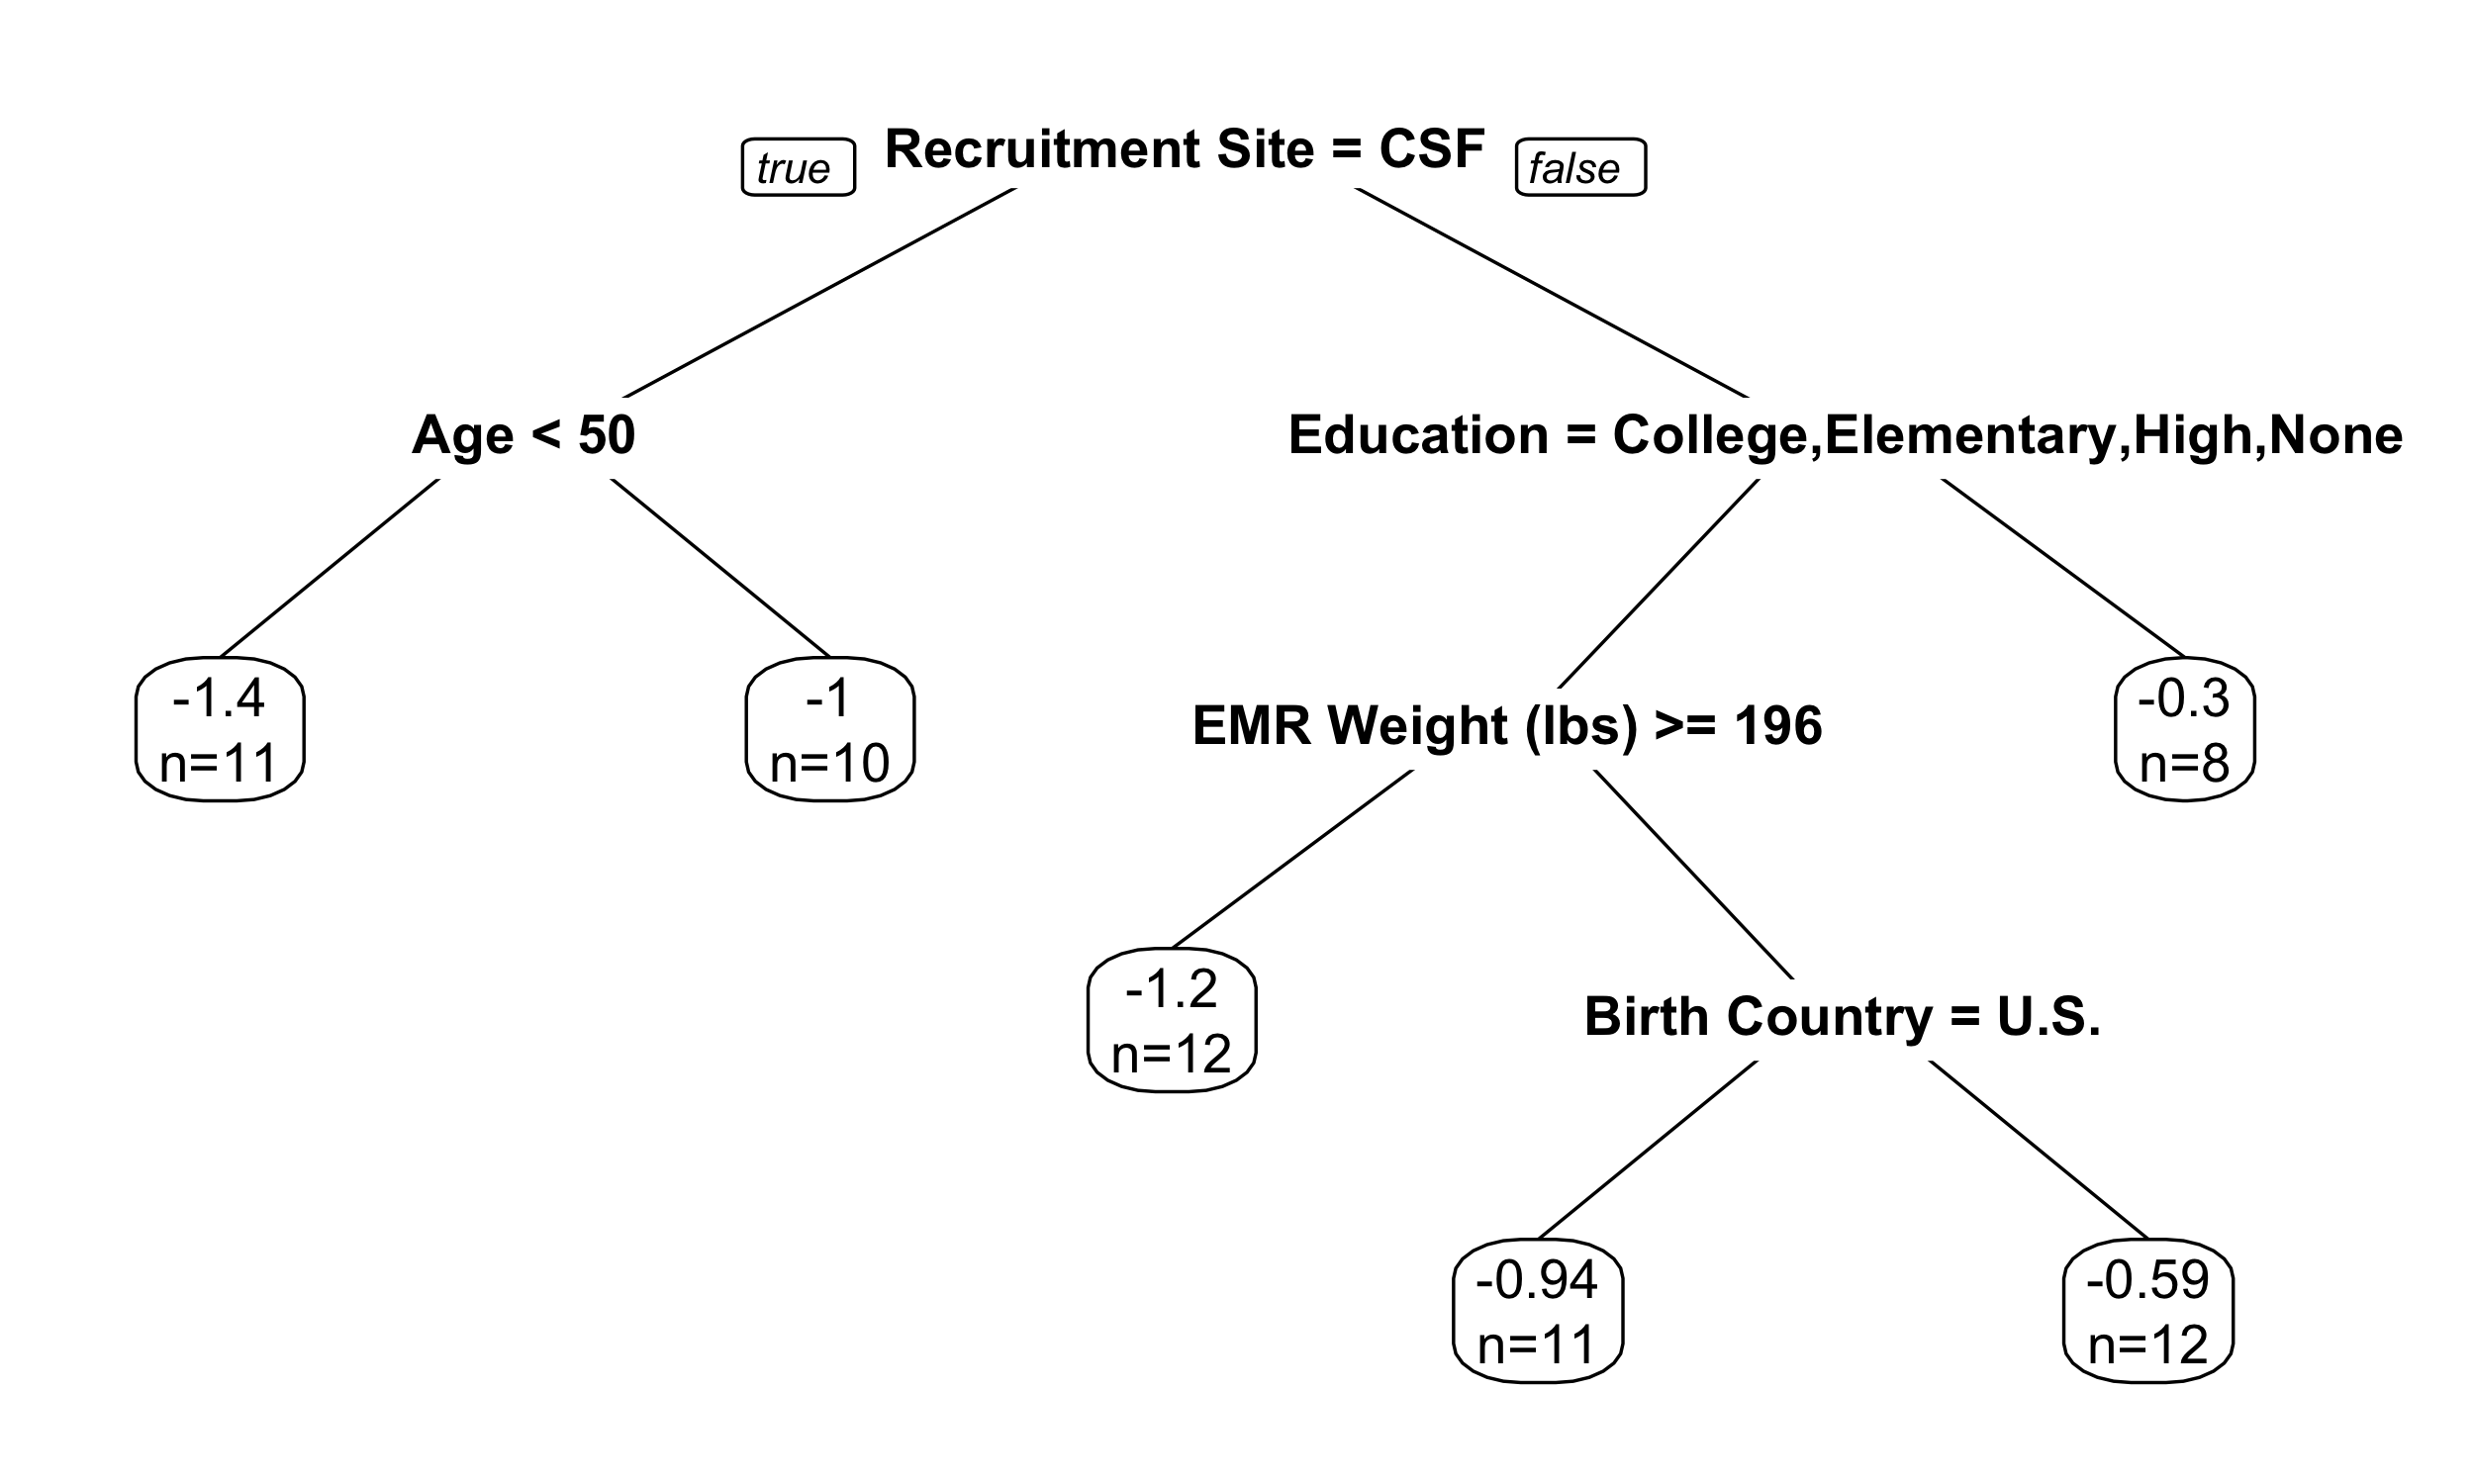 true
Recruitment Site = CSF
false
Age < 50
Education = College,Elementary,High,None
-1.4
n=11
-1
n=10
EMR Weight (lbs) >= 196
-0.3
n=8
-1.2
n=12
Birth Country = U.S.
-0.94
n=11
-0.59
n=12